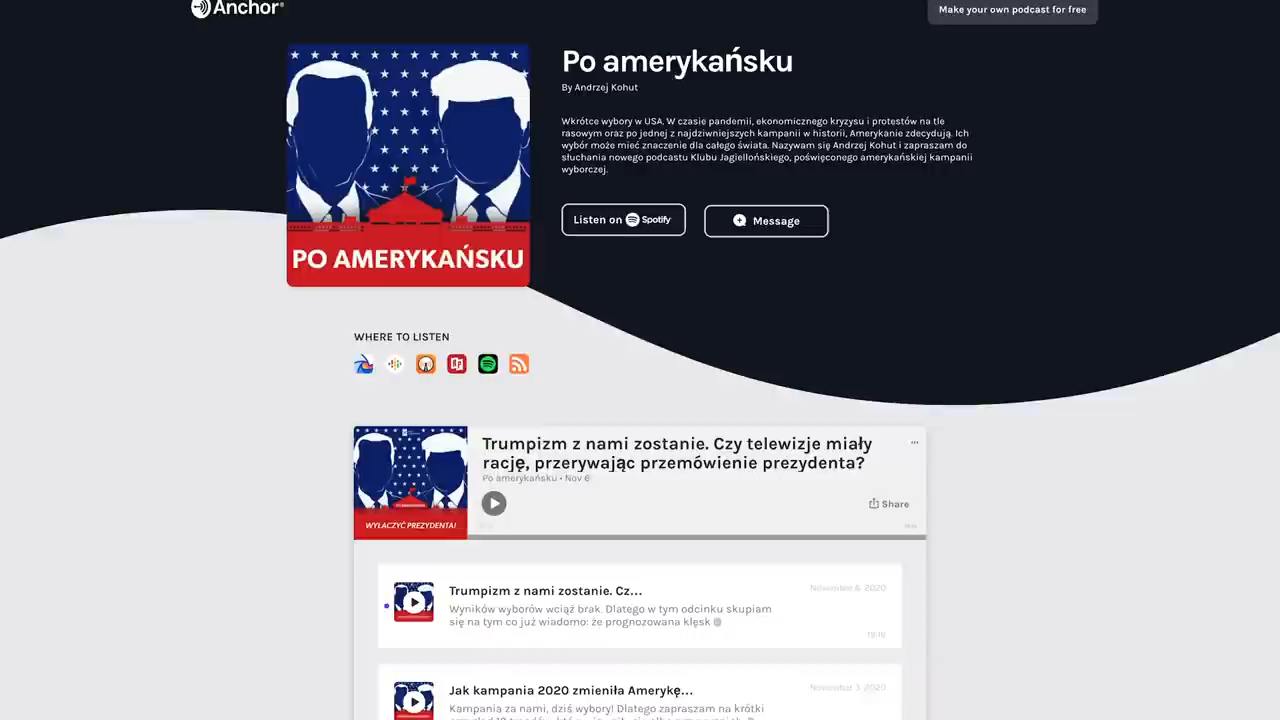 Anchor
Make your own podcast for free
Po amerykańsku
By Andrzej Kohut
Wkrótce wybory w USA. W czasie pandemii, ekonomicznego kryzysu i protestów na tle
rasowym oraz po jednej z najdziwniejszych kampanii w historii, Amerykanie zdecydują. Ich
wybór może mieć znaczenie dla całego świata. Nazywam się Andrzej Kohut i zapraszam do
słuchania nowego podcastu Klubu Jagiellońskiego, poświęconego amerykańskiej kampanii
wyborczej.
Listen on Spotify
Message
PO AMERYKAŃSKU
WHERE TO LISTEN
Trumpizm z nami zostanie. Czy telewizje miały
rację, przerywając przemówienie prezydenta?
Po amerykańsku • Nov 6
Share
WYŁĄCZYĆ PREZYDENTA!
Trumpizm z nami zostanie. Cz...
November 6, 2020
Wyników wyborów wciąż brak. Dlatego w tym odcinku skupiam
się na tym co już wiadomo: że prognozowana klęsk
19:16
Jak kampania 2020 zmieniła Amerykę...
November 3, 2020
Kampania za nami, dziś wybory! Dlatego zapraszam na krótki